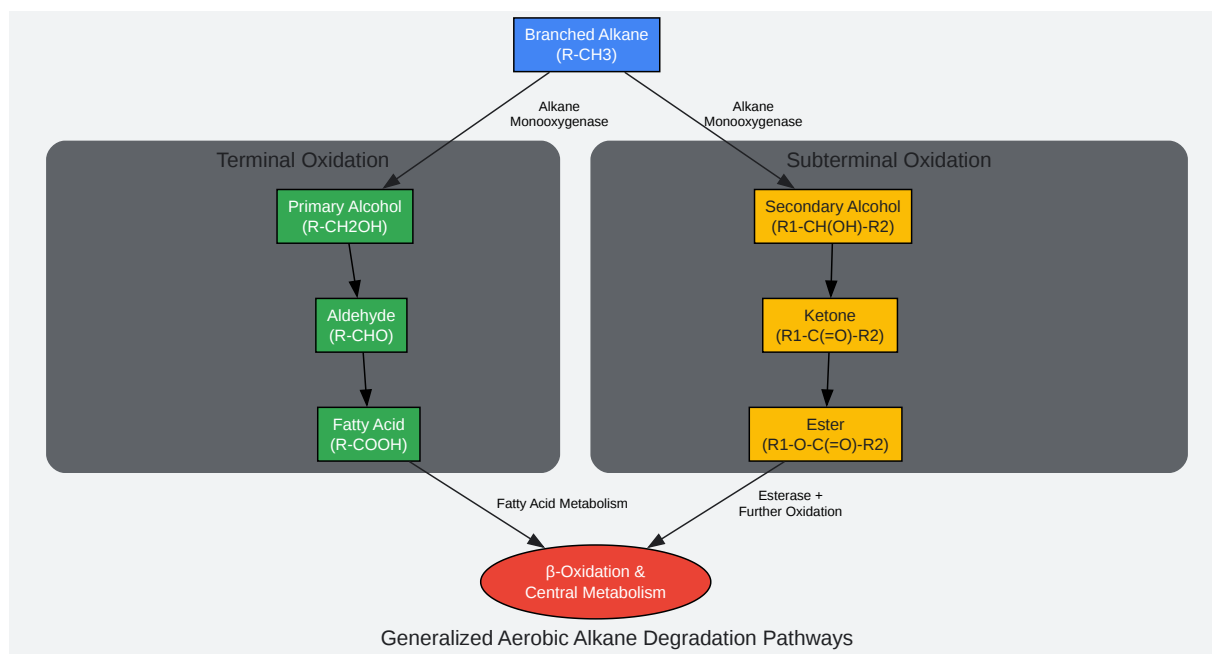 Branched Alkane
(R-CH3)
Alkane
Monooxygenase
Alkane
Monooxygenase
Terminal Oxidation
Primary Alcohol
(R-CH2OH)
Aldehyde
(R-CHO)
Fatty Acid
(R-COOH)
Subterminal Oxidation
Secondary Alcohol
(R1-CH(OH)-R2)
Ketone
(R1-C(=O)-R2)
Ester
(R1-O-C(=O)-R2)
Fatty Acid Metabolism
Esterase +
Further Oxidation
β-Oxidation &
Central Metabolism
Generalized Aerobic Alkane Degradation Pathways